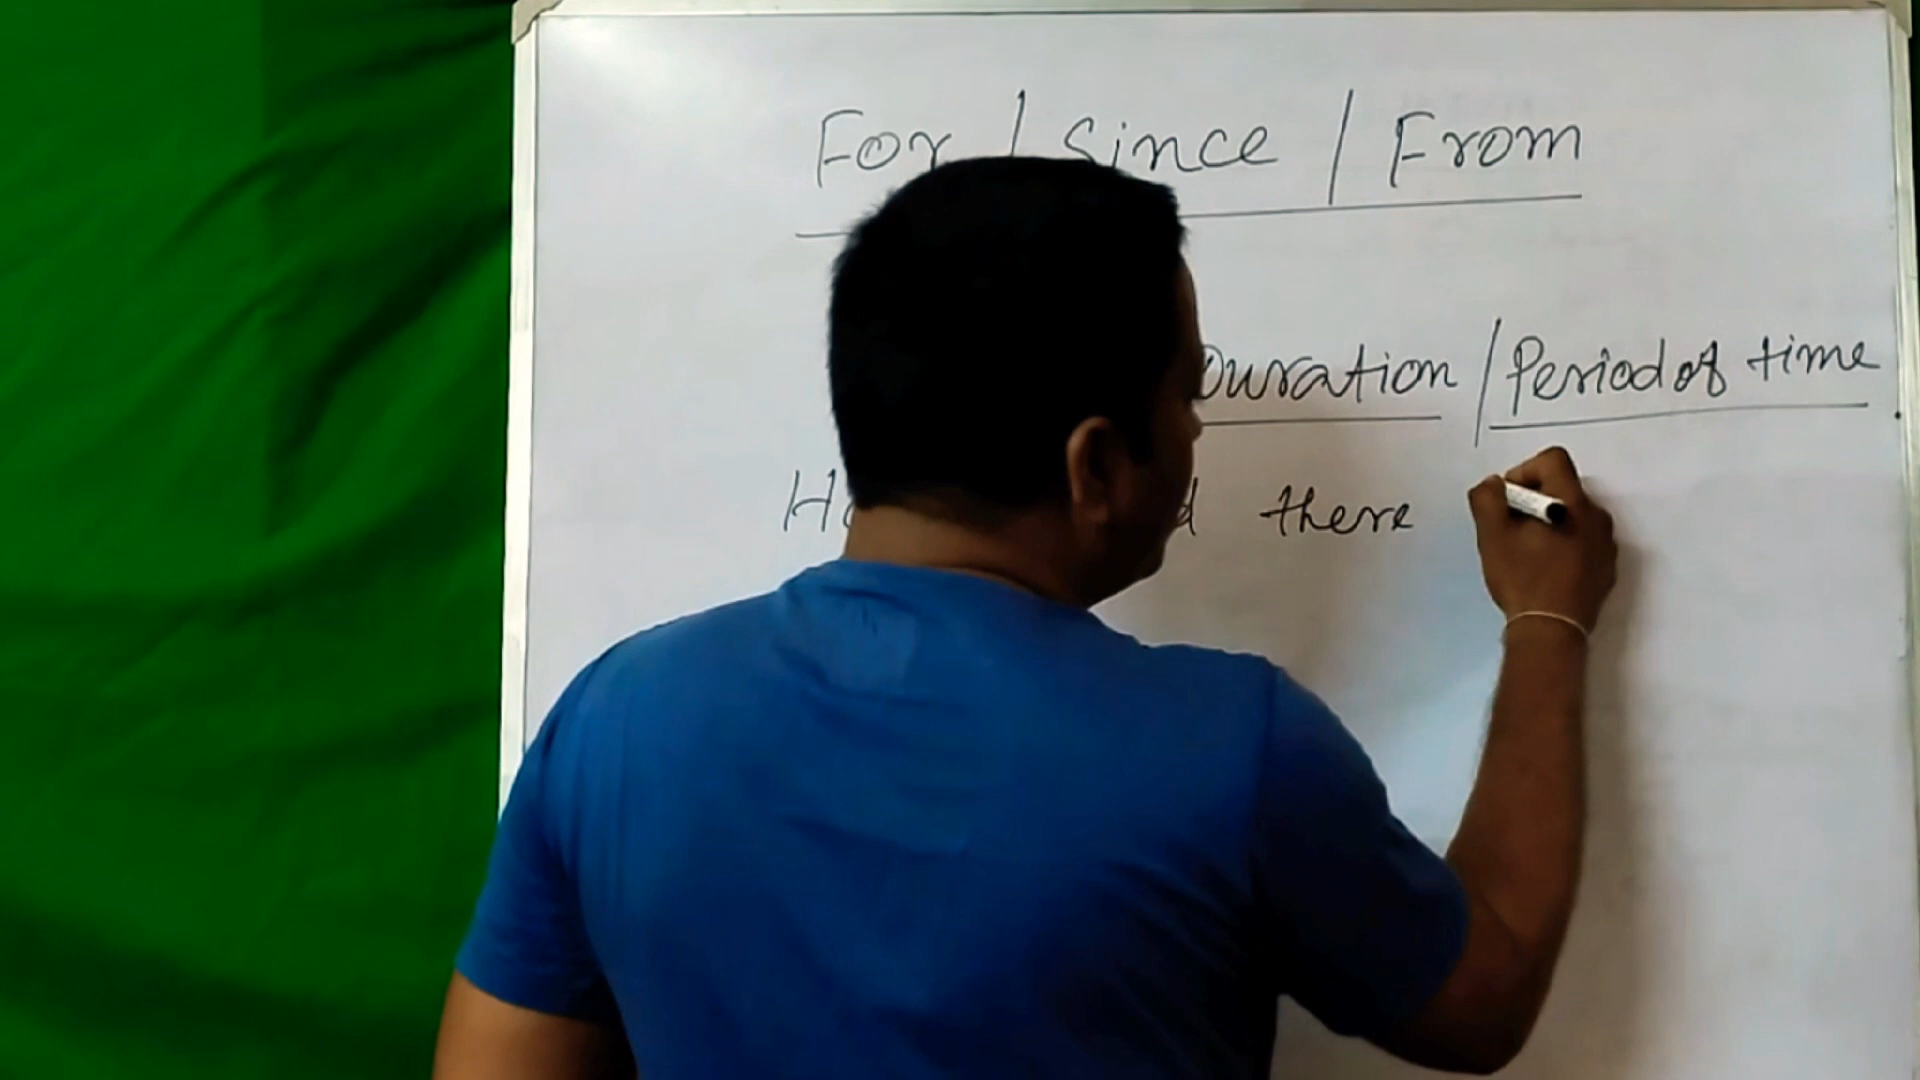 For / Since / From
Duration / Period of time
there